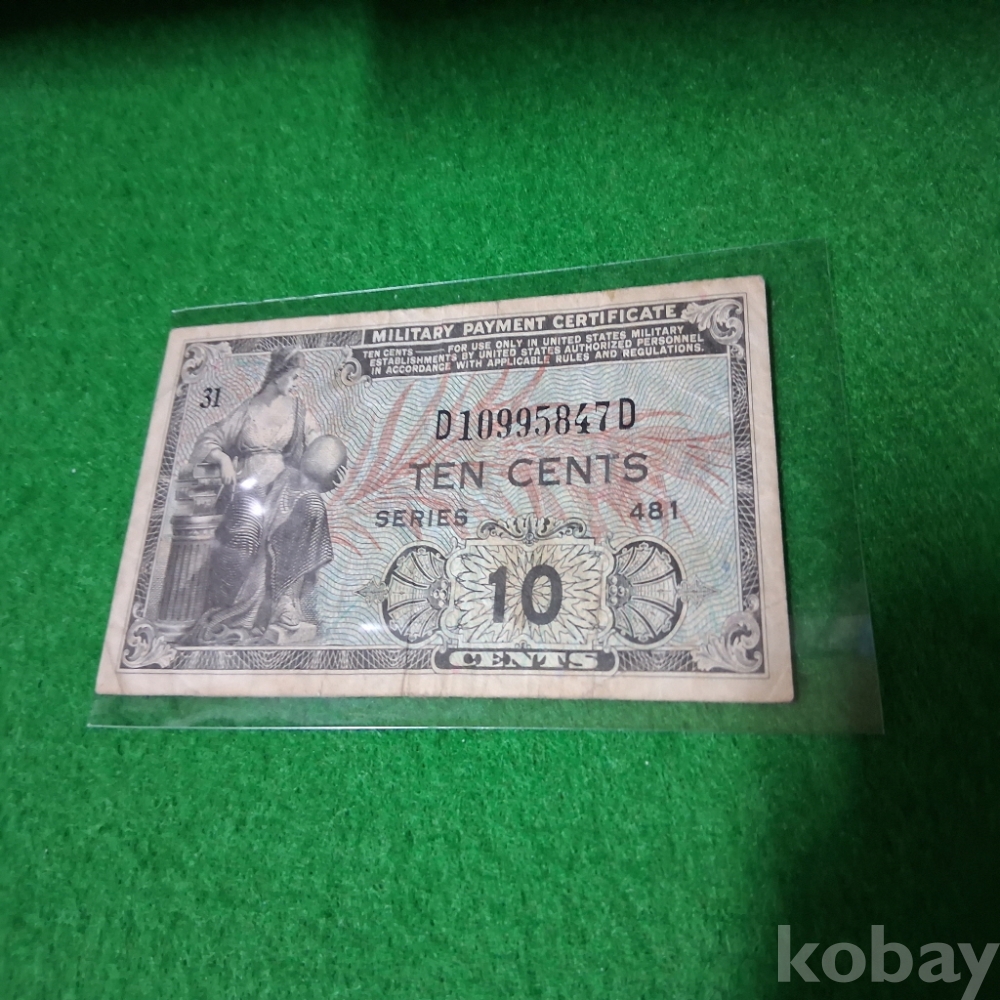 MILITARY PAYMENT CERTIFICATE
TEN CENTS — FOR USE ONLY IN UNITED STATES MILITARY
ESTABLISHMENTS BY UNITED STATES AUTHORIZED PERSONNEL
IN ACCORDANCE WITH APPLICABLE RULES AND REGULATIONS.
31
D10995847D
TEN CENTS
SERIES 481
10
CENTS
kobay